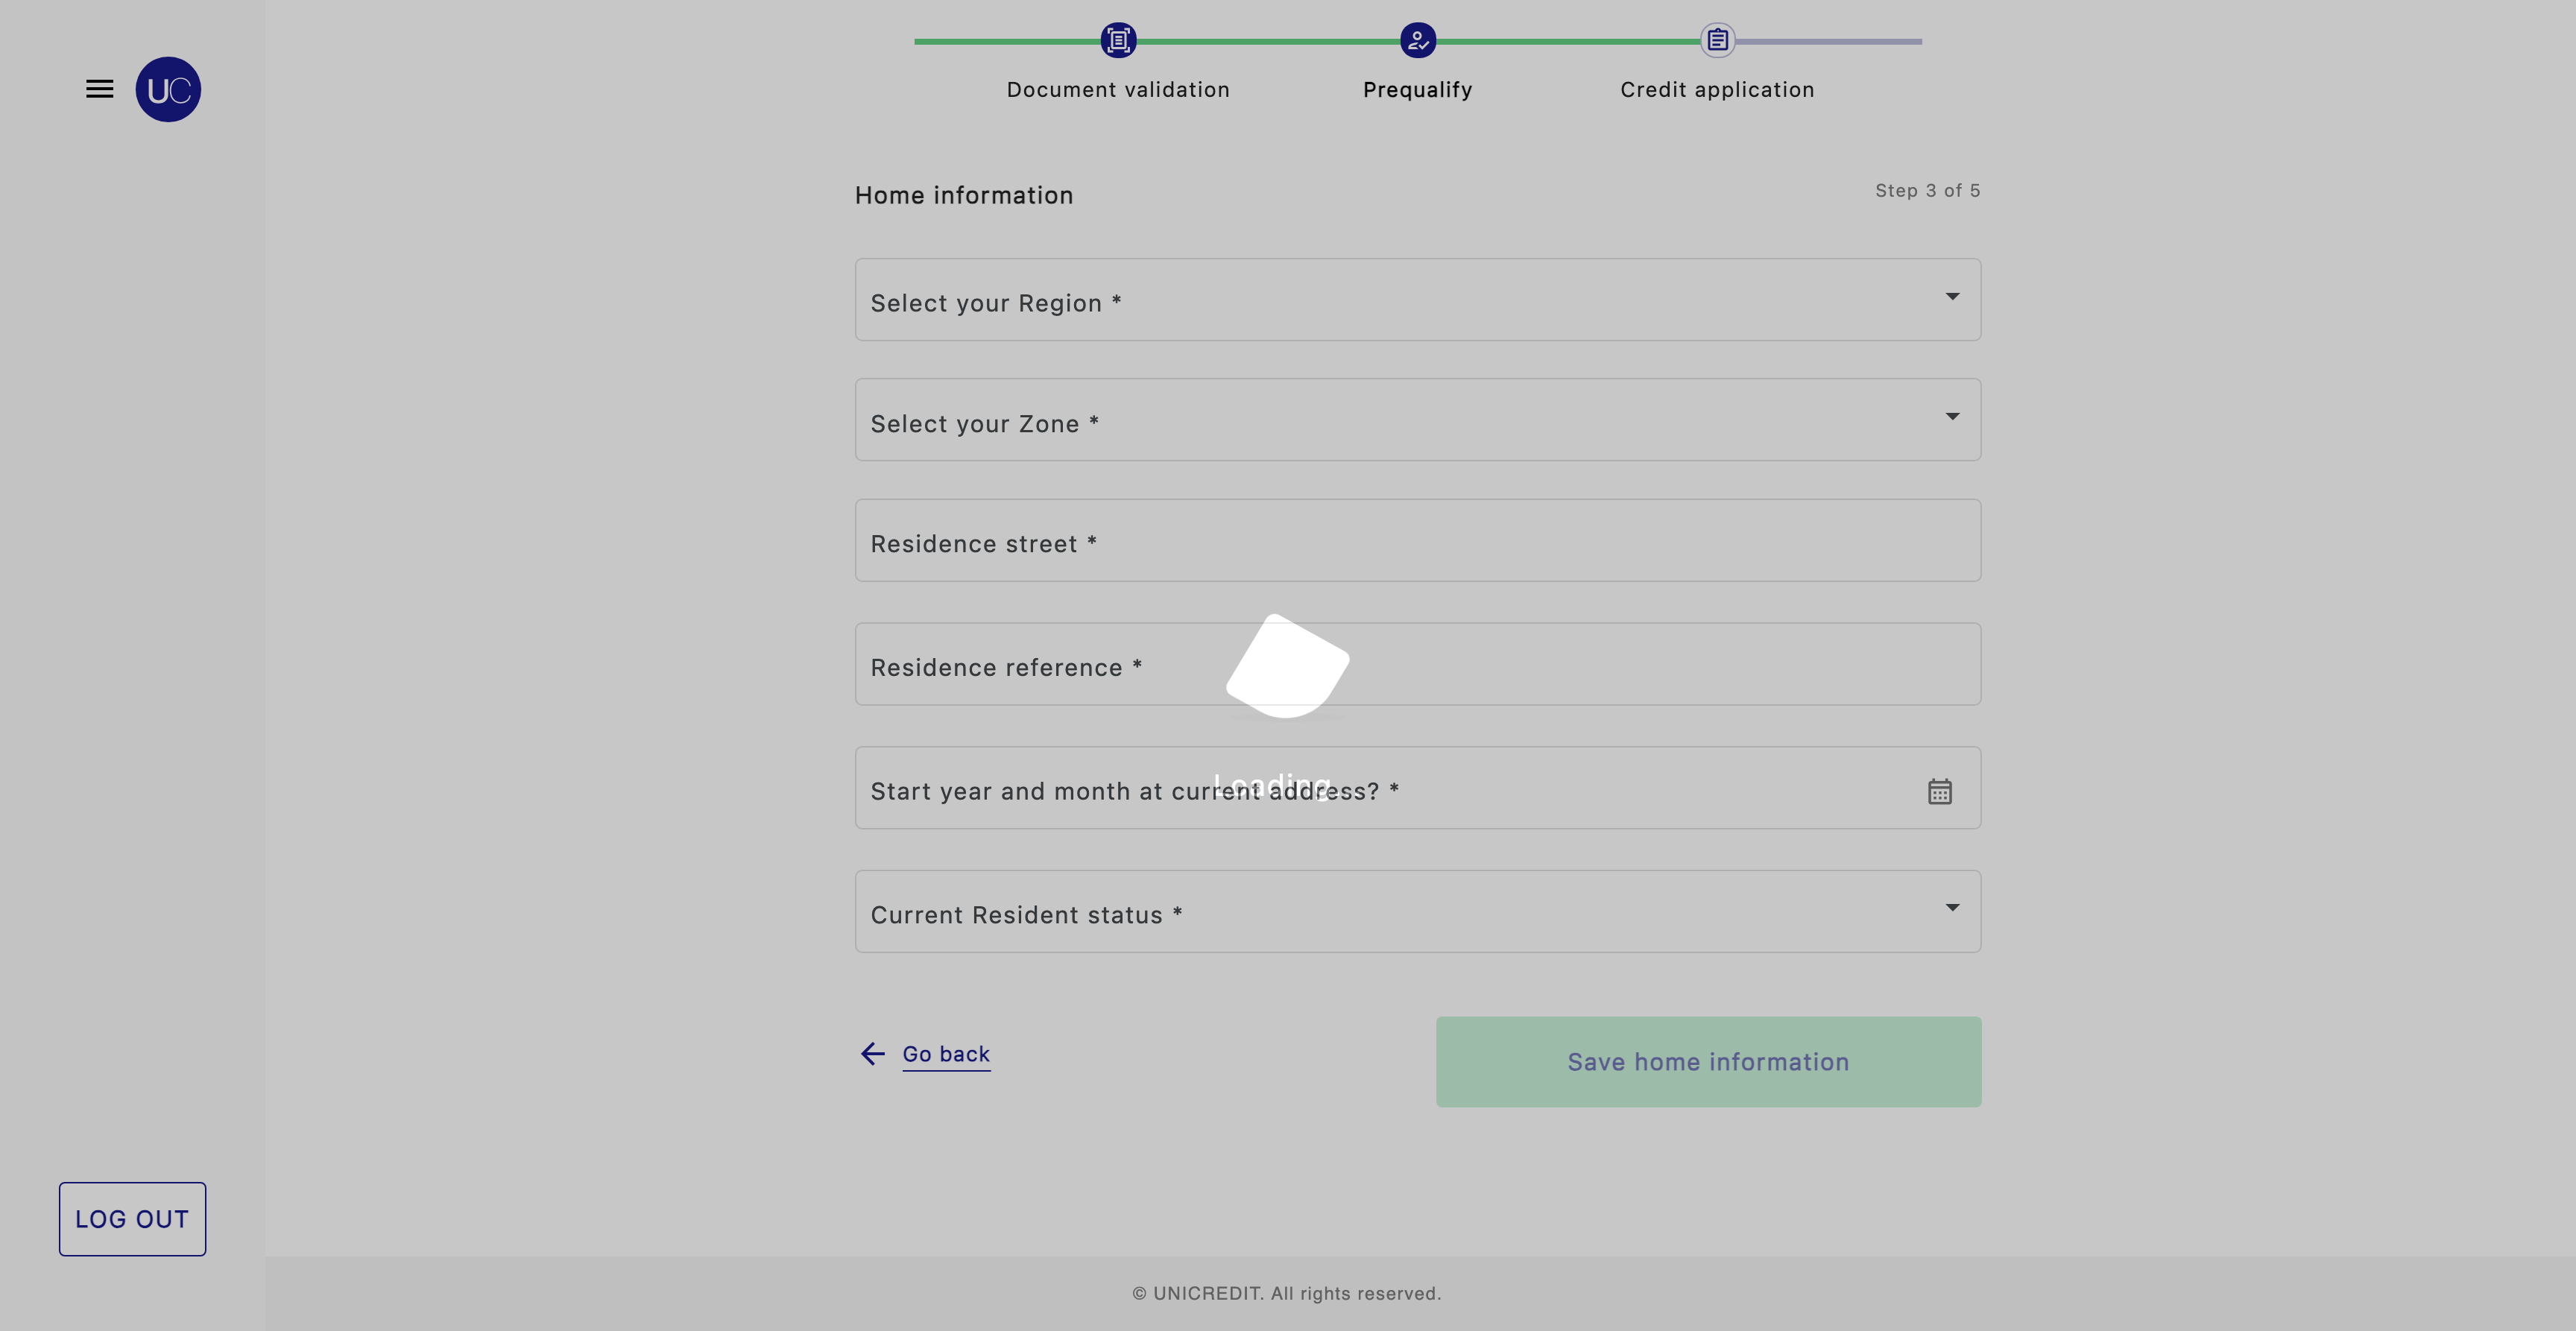 UC
Document validation
Prequalify
Credit application
Home information
Step 3 of 5
Select your Region *
Select your Zone *
Residence street *
Residence reference *
Start year and month at current address? *
Loading...
Current Resident status *
Go back
Save home information
LOG OUT
© UNICREDIT. All rights reserved.